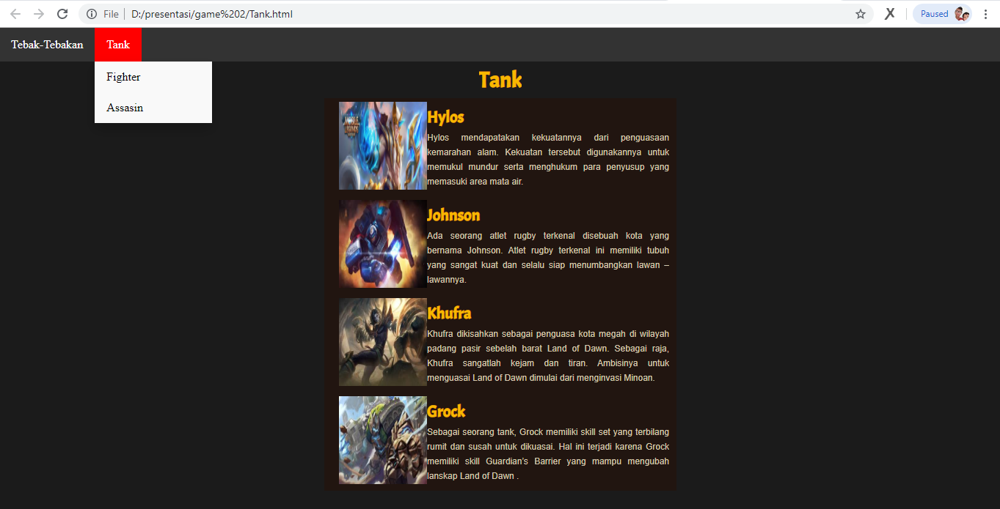 File D:/presentasi/game%202/Tank.html Paused
Tebak-Tebakan Tank
Fighter
Assasin
Tank
MOBILE
LEGENDS
Hylos
Hylos mendapatakan kekuatannya dari penguasaan
kemarahan alam. Kekuatan tersebut digunakannya untuk
memukul mundur serta menghukum para penyusup yang
memasuki area mata air.
Johnson
Ada seorang atlet rugby terkenal disebuah kota yang
bernama Johnson. Atlet rugby terkenal ini memiliki tubuh
yang sangat kuat dan selalu siap menumbangkan lawan –
lawannya.
Khufra
Khufra dikisahkan sebagai penguasa kota megah di wilayah
padang pasir sebelah barat Land of Dawn. Sebagai raja,
Khufra sangatlah kejam dan tiran. Ambisinya untuk
menguasai Land of Dawn dimulai dari menginvasi Minoan.
Grock
Sebagai seorang tank, Grock memiliki skill set yang terbilang
rumit dan susah untuk dikuasai. Hal ini terjadi karena Grock
memiliki skill Guardian's Barrier yang mampu mengubah
lanskap Land of Dawn .